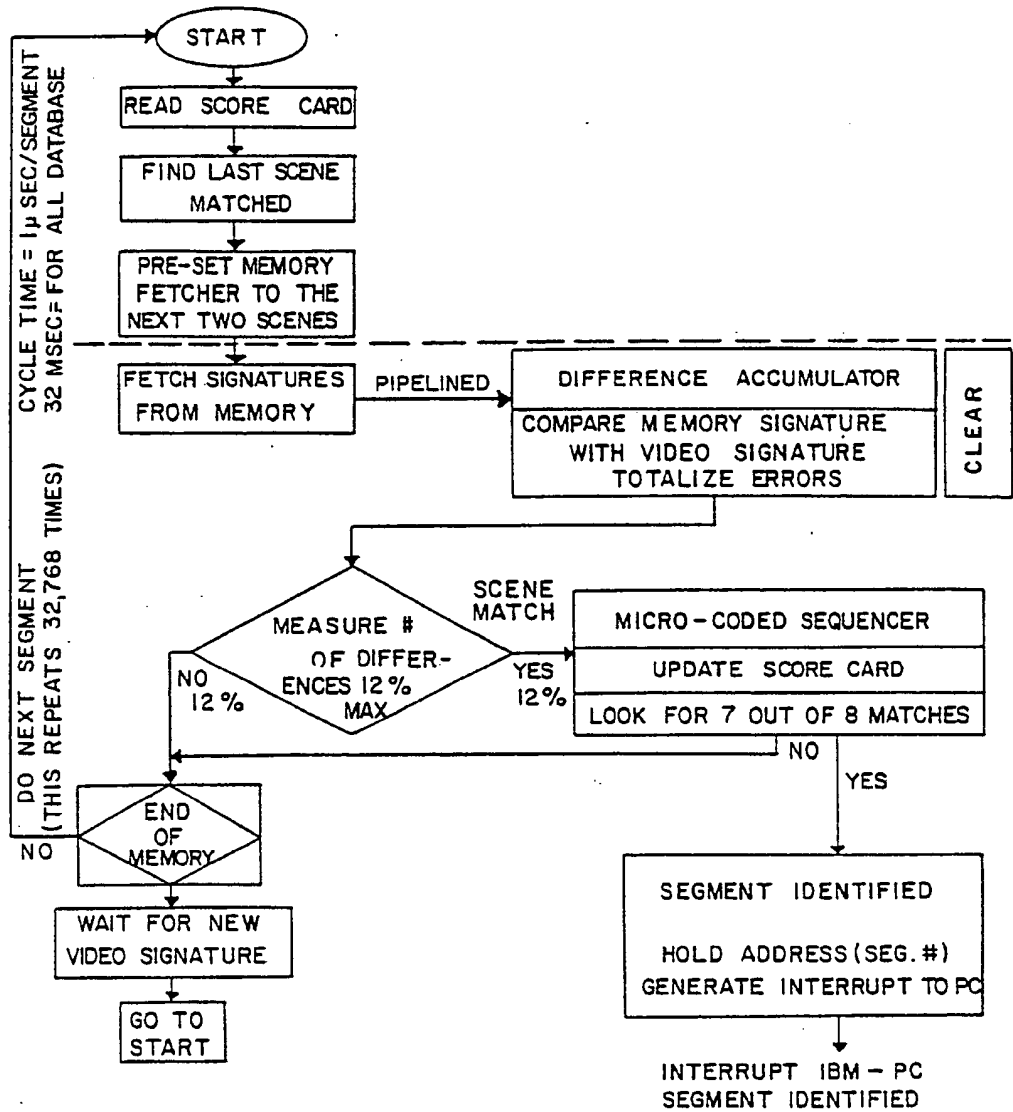 START
READ SCORE CARD
FIND LAST SCENE
MATCHED
PRE-SET MEMORY
FETCHER TO THE
NEXT TWO SCENES
CYCLE TIME = 1μ SEC/SEGMENT
32 MSEC= FOR ALL DATABASE
FETCH SIGNATURES
FROM MEMORY
PIPELINED
DIFFERENCE ACCUMULATOR
COMPARE MEMORY SIGNATURE
WITH VIDEO SIGNATURE
TOTALIZE ERRORS
CLEAR
DO NEXT SEGMENT
(THIS REPEATS 32,768 TIMES)
MEASURE #
OF DIFFER-
ENCES 12%
MAX
SCENE
MATCH
YES
12%
NO
12%
MICRO-CODED SEQUENCER
UPDATE SCORE CARD
LOOK FOR 7 OUT OF 8 MATCHES
NO
YES
END
OF
MEMORY
NO
WAIT FOR NEW
VIDEO SIGNATURE
GO TO
START
SEGMENT IDENTIFIED
HOLD ADDRESS (SEG.#)
GENERATE INTERRUPT TO PC
INTERRUPT IBM-PC
SEGMENT IDENTIFIED